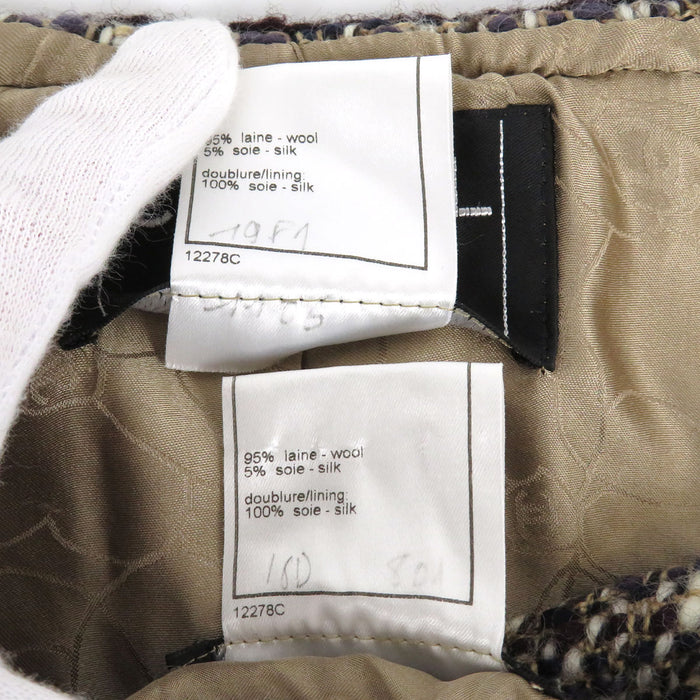 95% laine - wool
5% soie - silk
doublure/lining:
100% soie - silk
12278C
95% laine - wool
5% soie - silk
doublure/lining:
100% soie - silk
12278C